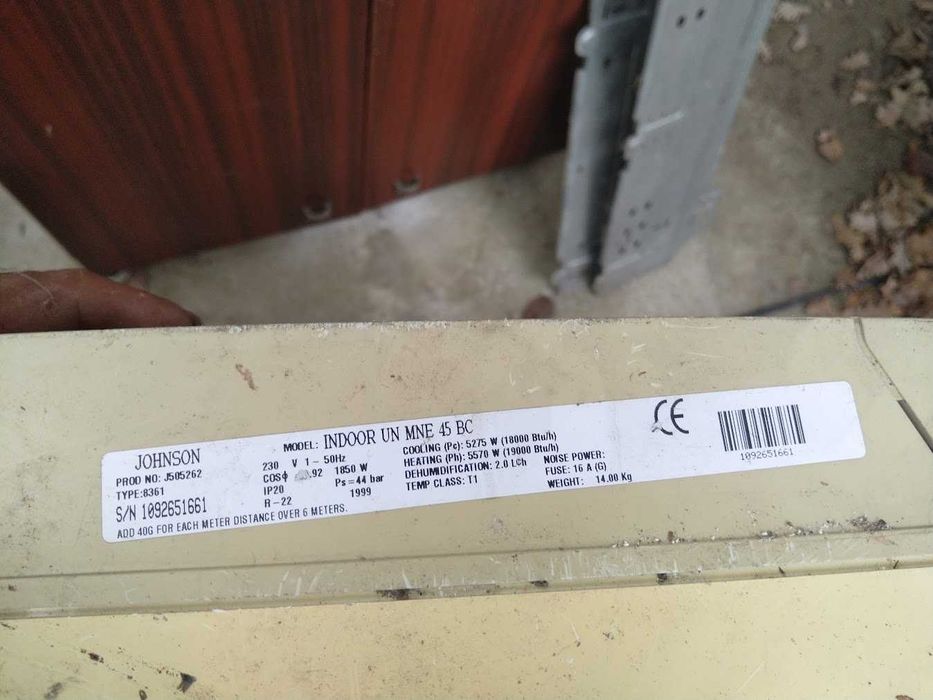 JOHNSON
PROD NO: J505262
TYPE:8361
S/N 1092651661
ADD 40G FOR EACH METER DISTANCE OVER 6 METERS.
MODEL: INDOOR UN MNE 45 BC
230 V 1 ~ 50Hz
COSϕ .92 1850 W
IP20 Ps=44 bar
R-22 1999
COOLING (Pc): 5275 W (18000 Btu/h)
HEATING (Ph): 5570 W (19000 Btu/h)
DEHUMIDIFICATION: 2.0 LCh
TEMP CLASS: T1
NOISE POWER:
FUSE: 16 A (G)
WEIGHT: 14.00 Kg
CE
1092651661